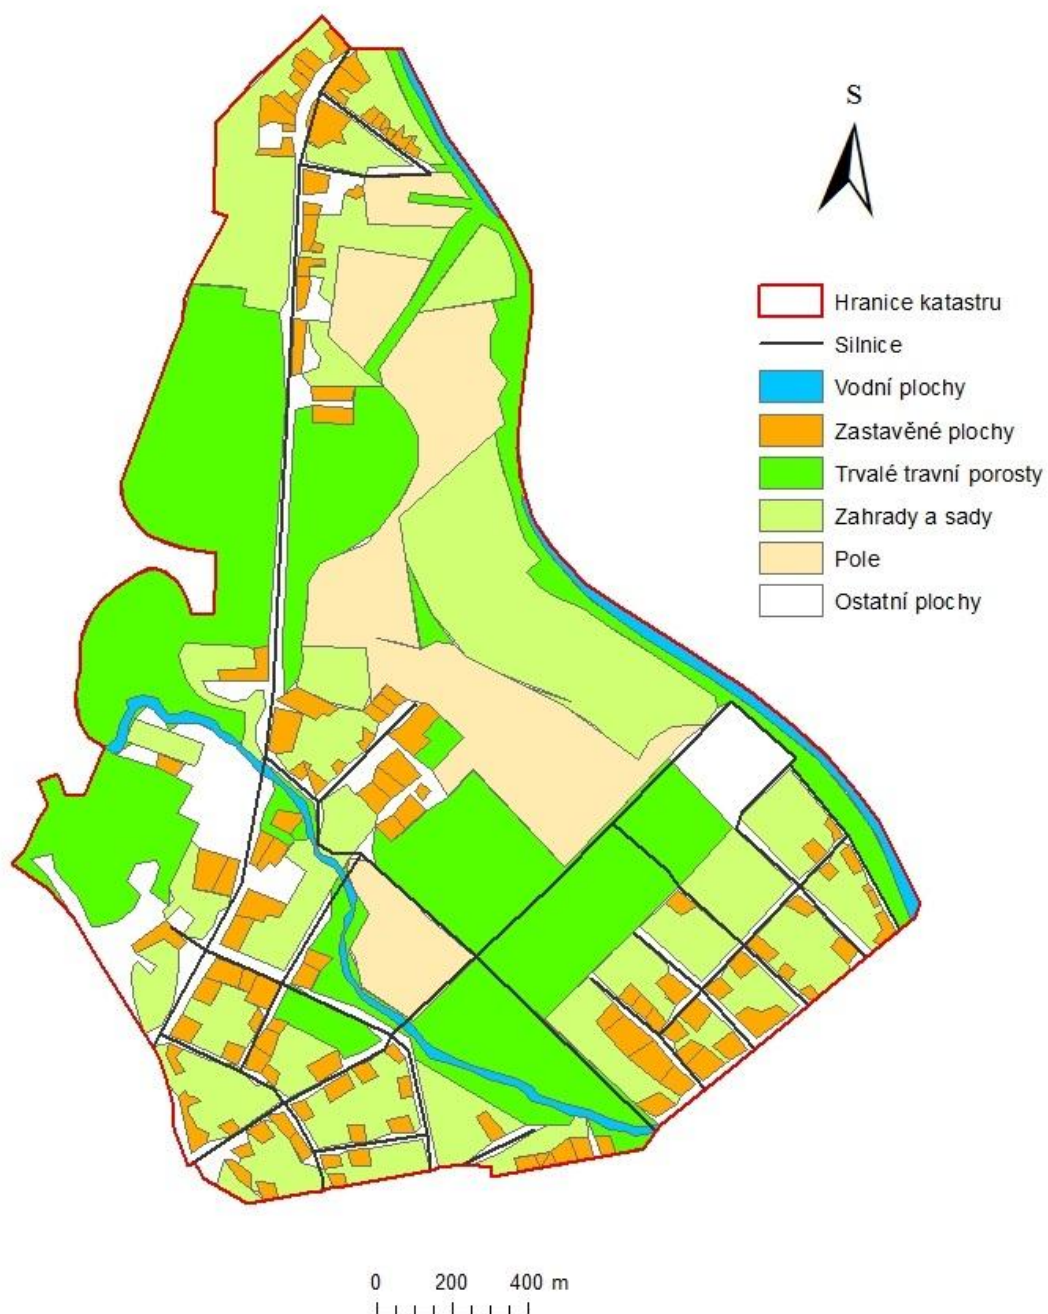 S
Hranice katastru
Silnice
Vodní plochy
Zastavěné plochy
Trvalé travní porosty
Zahrady a sady
Pole
Ostatní plochy
0 200 400 m